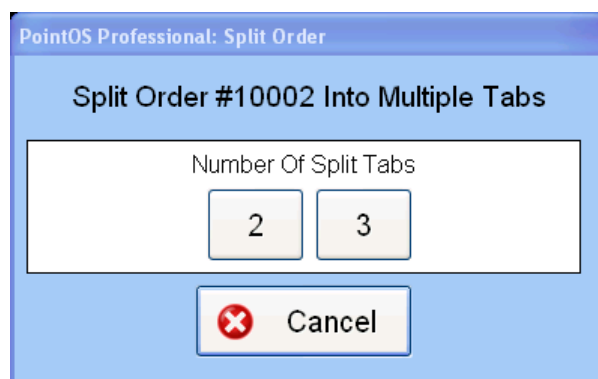 PointOS Professional: Split Order
Split Order #10002 Into Multiple Tabs
Number Of Split Tabs
2 3
Cancel